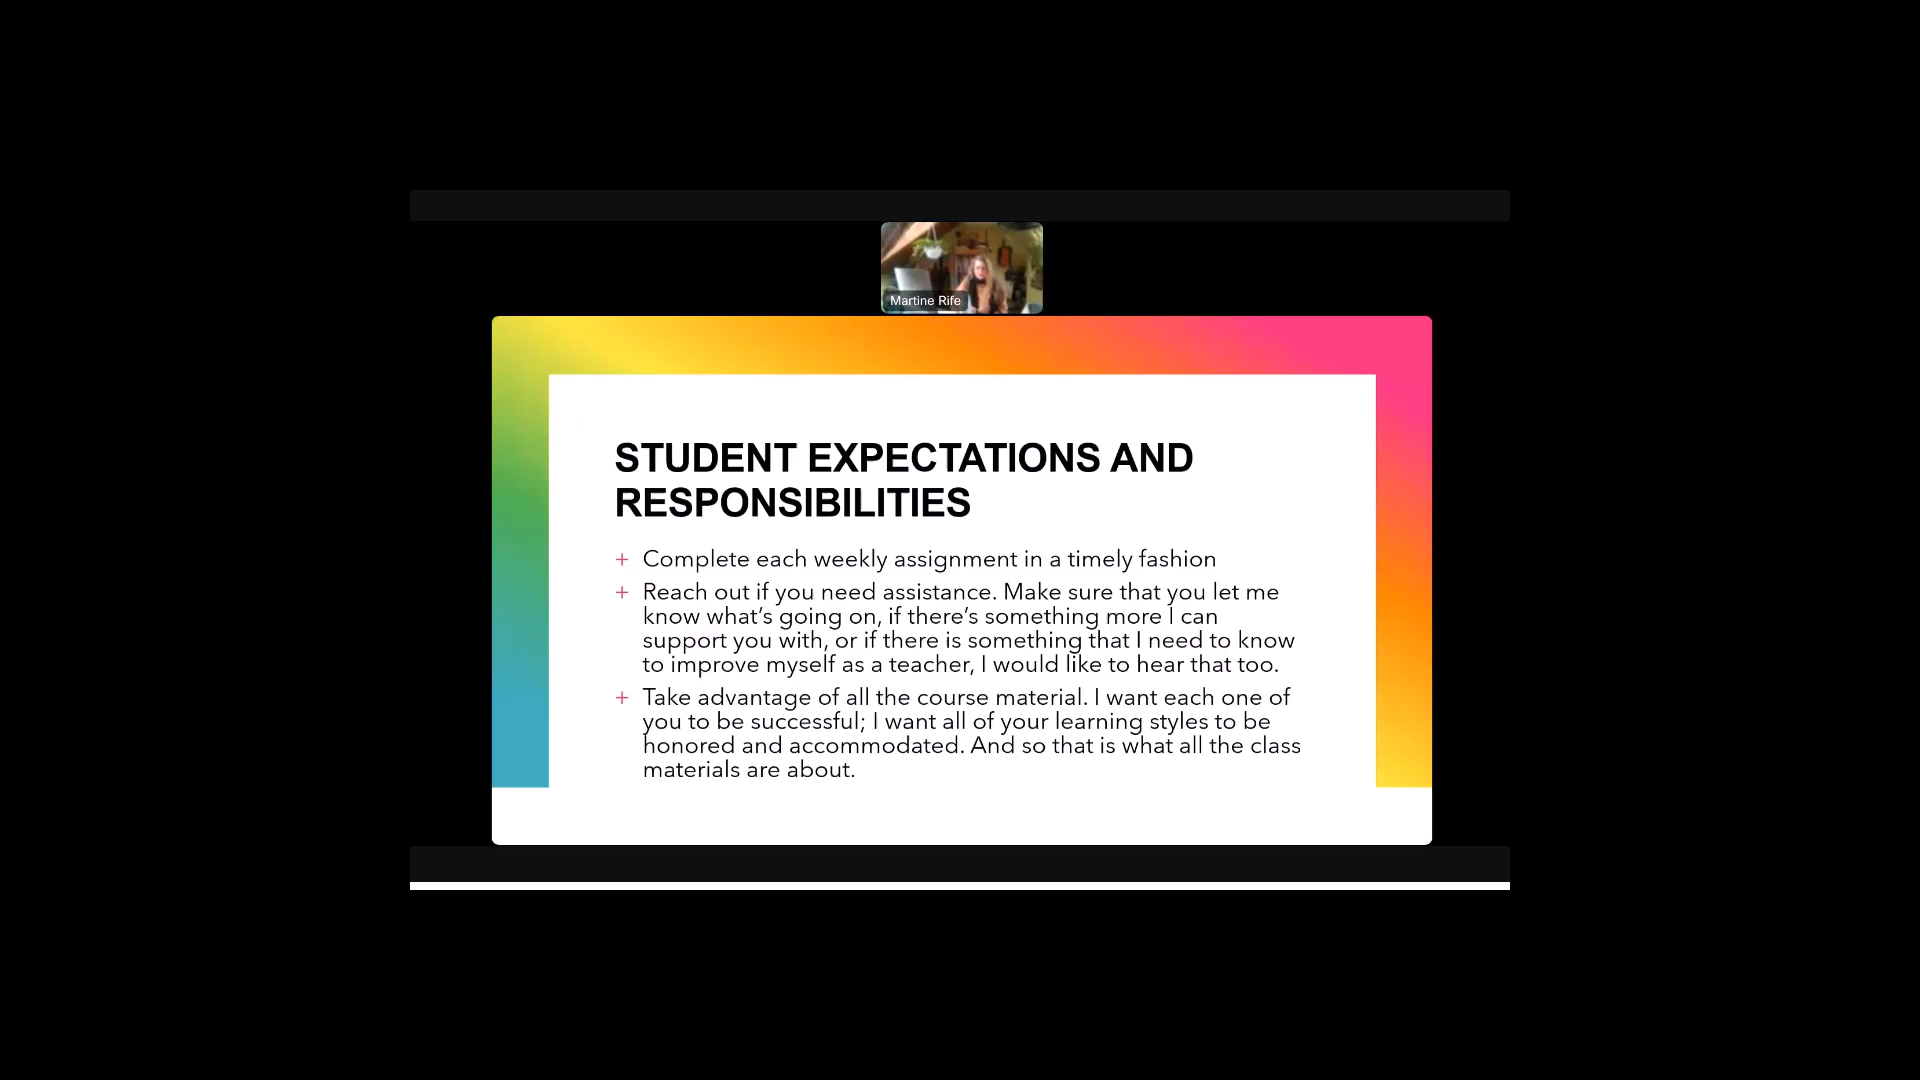 Martine Rife
STUDENT EXPECTATIONS AND
RESPONSIBILITIES
+ Complete each weekly assignment in a timely fashion
+ Reach out if you need assistance. Make sure that you let me
know what’s going on, if there’s something more I can
support you with, or if there is something that I need to know
to improve myself as a teacher, I would like to hear that too.
+ Take advantage of all the course material. I want each one of
you to be successful; I want all of your learning styles to be
honored and accommodated. And so that is what all the class
materials are about.